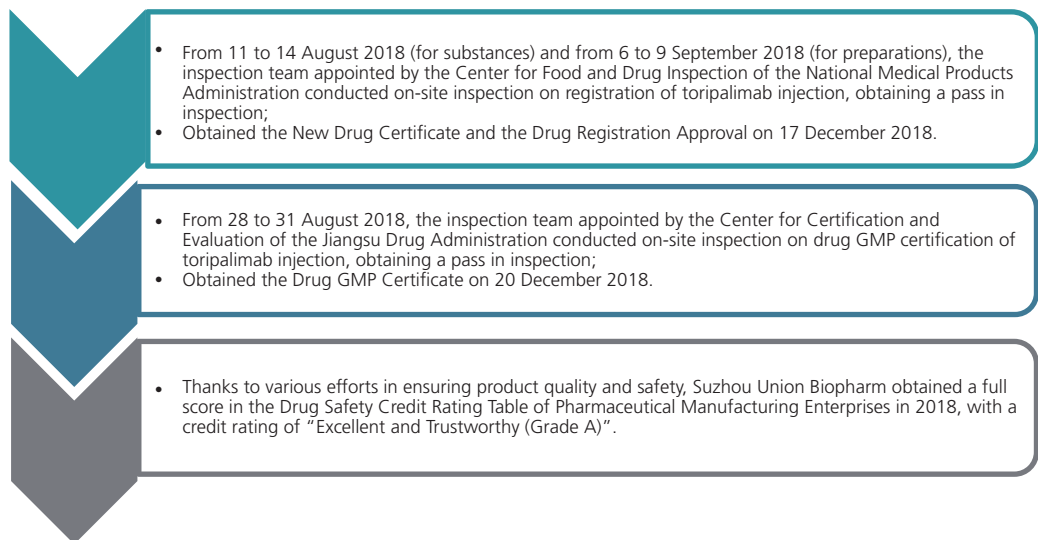 • From 11 to 14 August 2018 (for substances) and from 6 to 9 September 2018 (for preparations), the
inspection team appointed by the Center for Food and Drug Inspection of the National Medical Products
Administration conducted on-site inspection on registration of toripalimab injection, obtaining a pass in
inspection;
• Obtained the New Drug Certificate and the Drug Registration Approval on 17 December 2018.
• From 28 to 31 August 2018, the inspection team appointed by the Center for Certification and
Evaluation of the Jiangsu Drug Administration conducted on-site inspection on drug GMP certification of
toripalimab injection, obtaining a pass in inspection;
• Obtained the Drug GMP Certificate on 20 December 2018.
• Thanks to various efforts in ensuring product quality and safety, Suzhou Union Biopharm obtained a full
score in the Drug Safety Credit Rating Table of Pharmaceutical Manufacturing Enterprises in 2018, with a
credit rating of “Excellent and Trustworthy (Grade A)”.